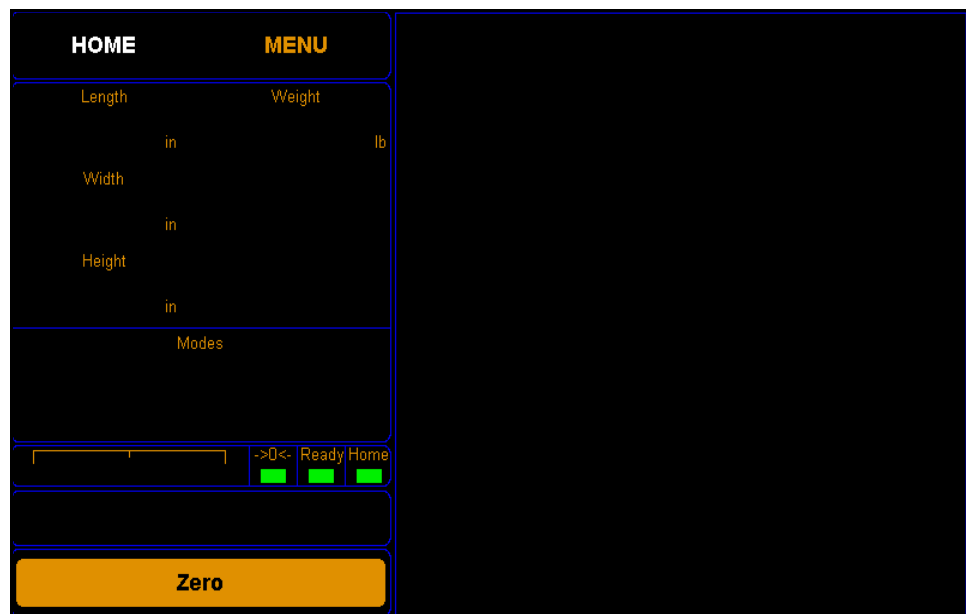 HOME MENU
Length Weight
in lb
Width
in
Height
in
Modes
->0<- Ready Home
Zero